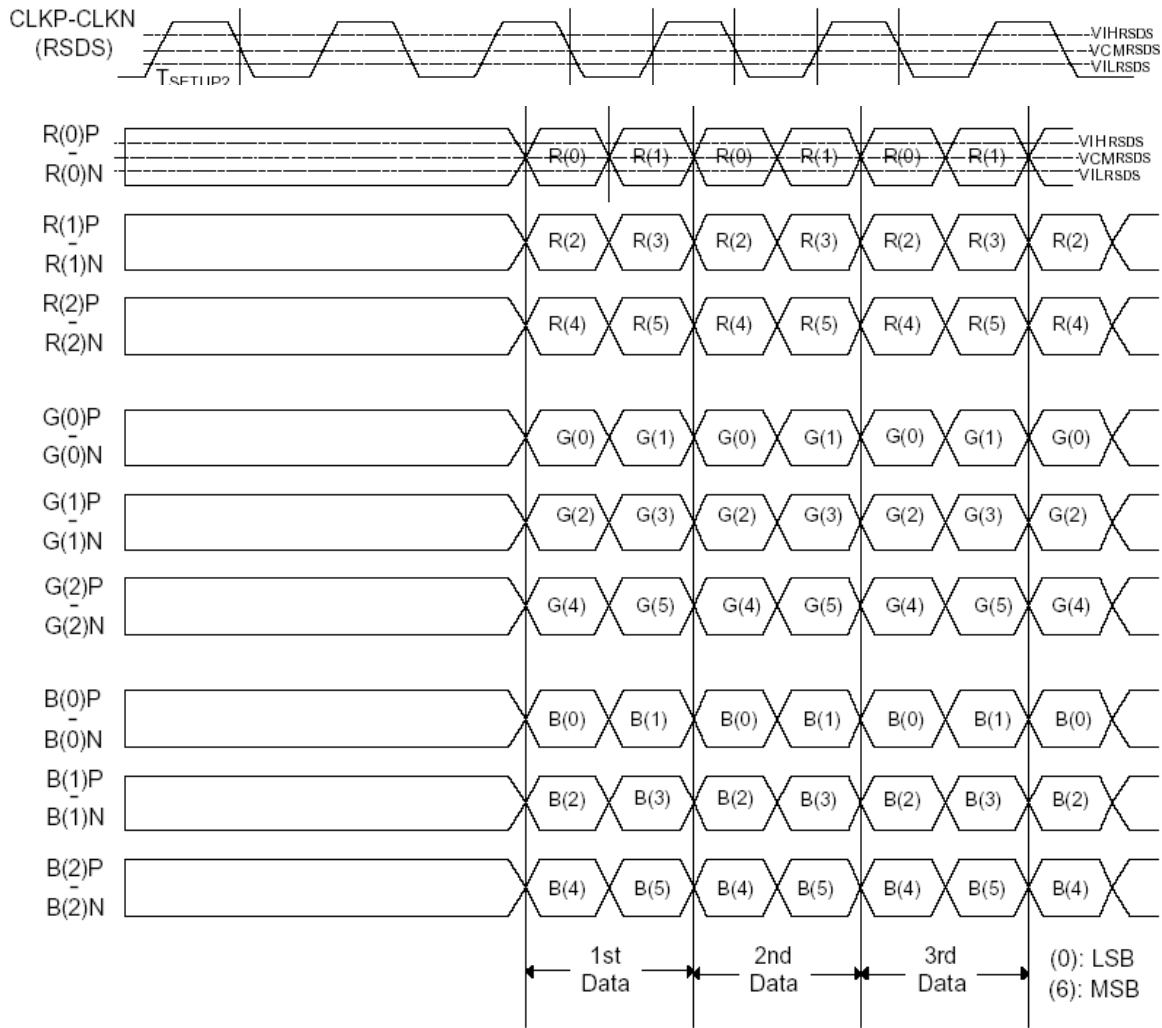 CLKP-CLKN
(RSDS)
VIHRSDS
VCMRSDS
VILRSDS
TSETUP2
R(0)P
-
R(0)N
R(0) R(1) R(0) R(1) R(0) R(1)
VIHRSDS
VCMRSDS
VILRSDS
R(1)P
-
R(1)N
R(2) R(3) R(2) R(3) R(2) R(3) R(2)
R(2)P
-
R(2)N
R(4) R(5) R(4) R(5) R(4) R(5) R(4)
G(0)P
-
G(0)N
G(0) G(1) G(0) G(1) G(0) G(1) G(0)
G(1)P
-
G(1)N
G(2) G(3) G(2) G(3) G(2) G(3) G(2)
G(2)P
-
G(2)N
G(4) G(5) G(4) G(5) G(4) G(5) G(4)
B(0)P
-
B(0)N
B(0) B(1) B(0) B(1) B(0) B(1) B(0)
B(1)P
-
B(1)N
B(2) B(3) B(2) B(3) B(2) B(3) B(2)
B(2)P
-
B(2)N
B(4) B(5) B(4) B(5) B(4) B(5) B(4)
1st
Data
2nd
Data
3rd
Data
(0): LSB
(6): MSB